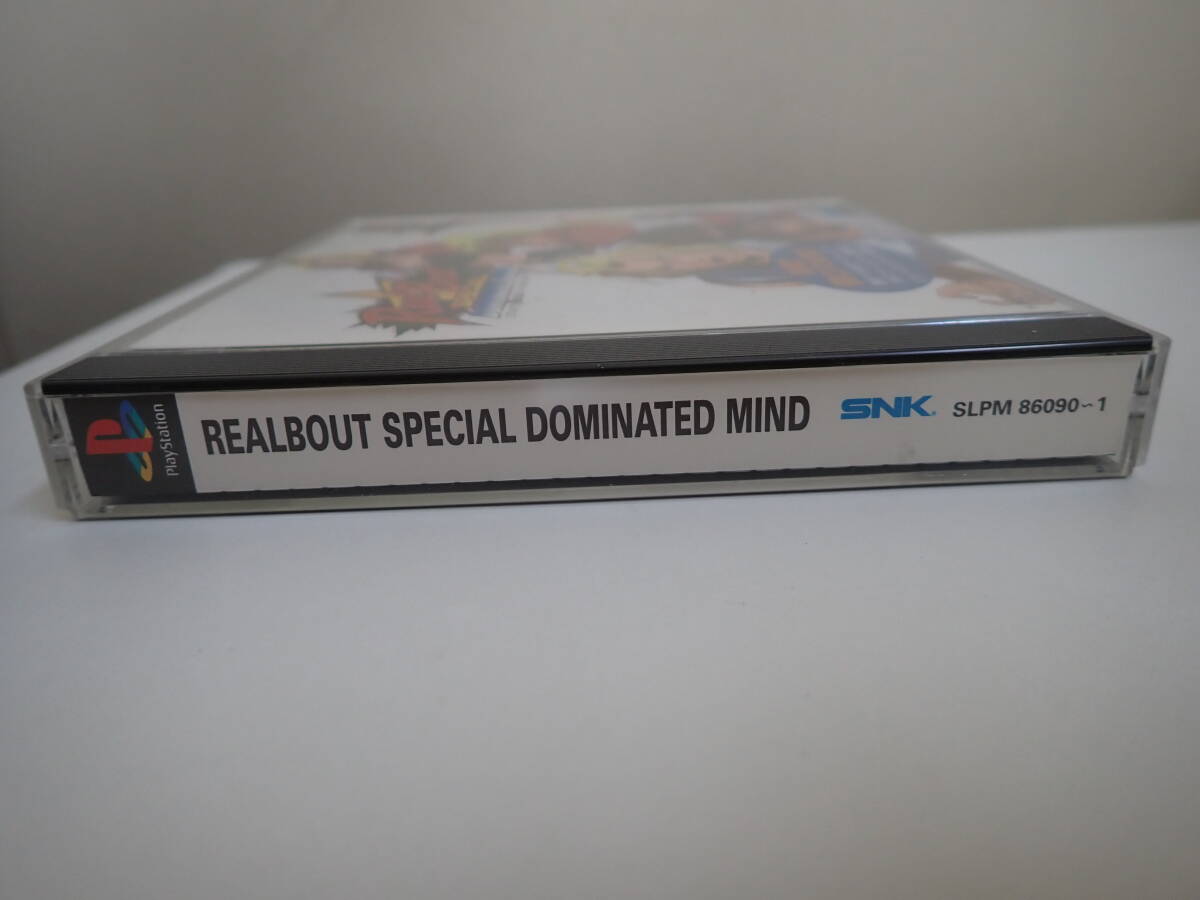 PlayStation
REALBOUT SPECIAL DOMINATED MIND SNK SLPM 86090~1